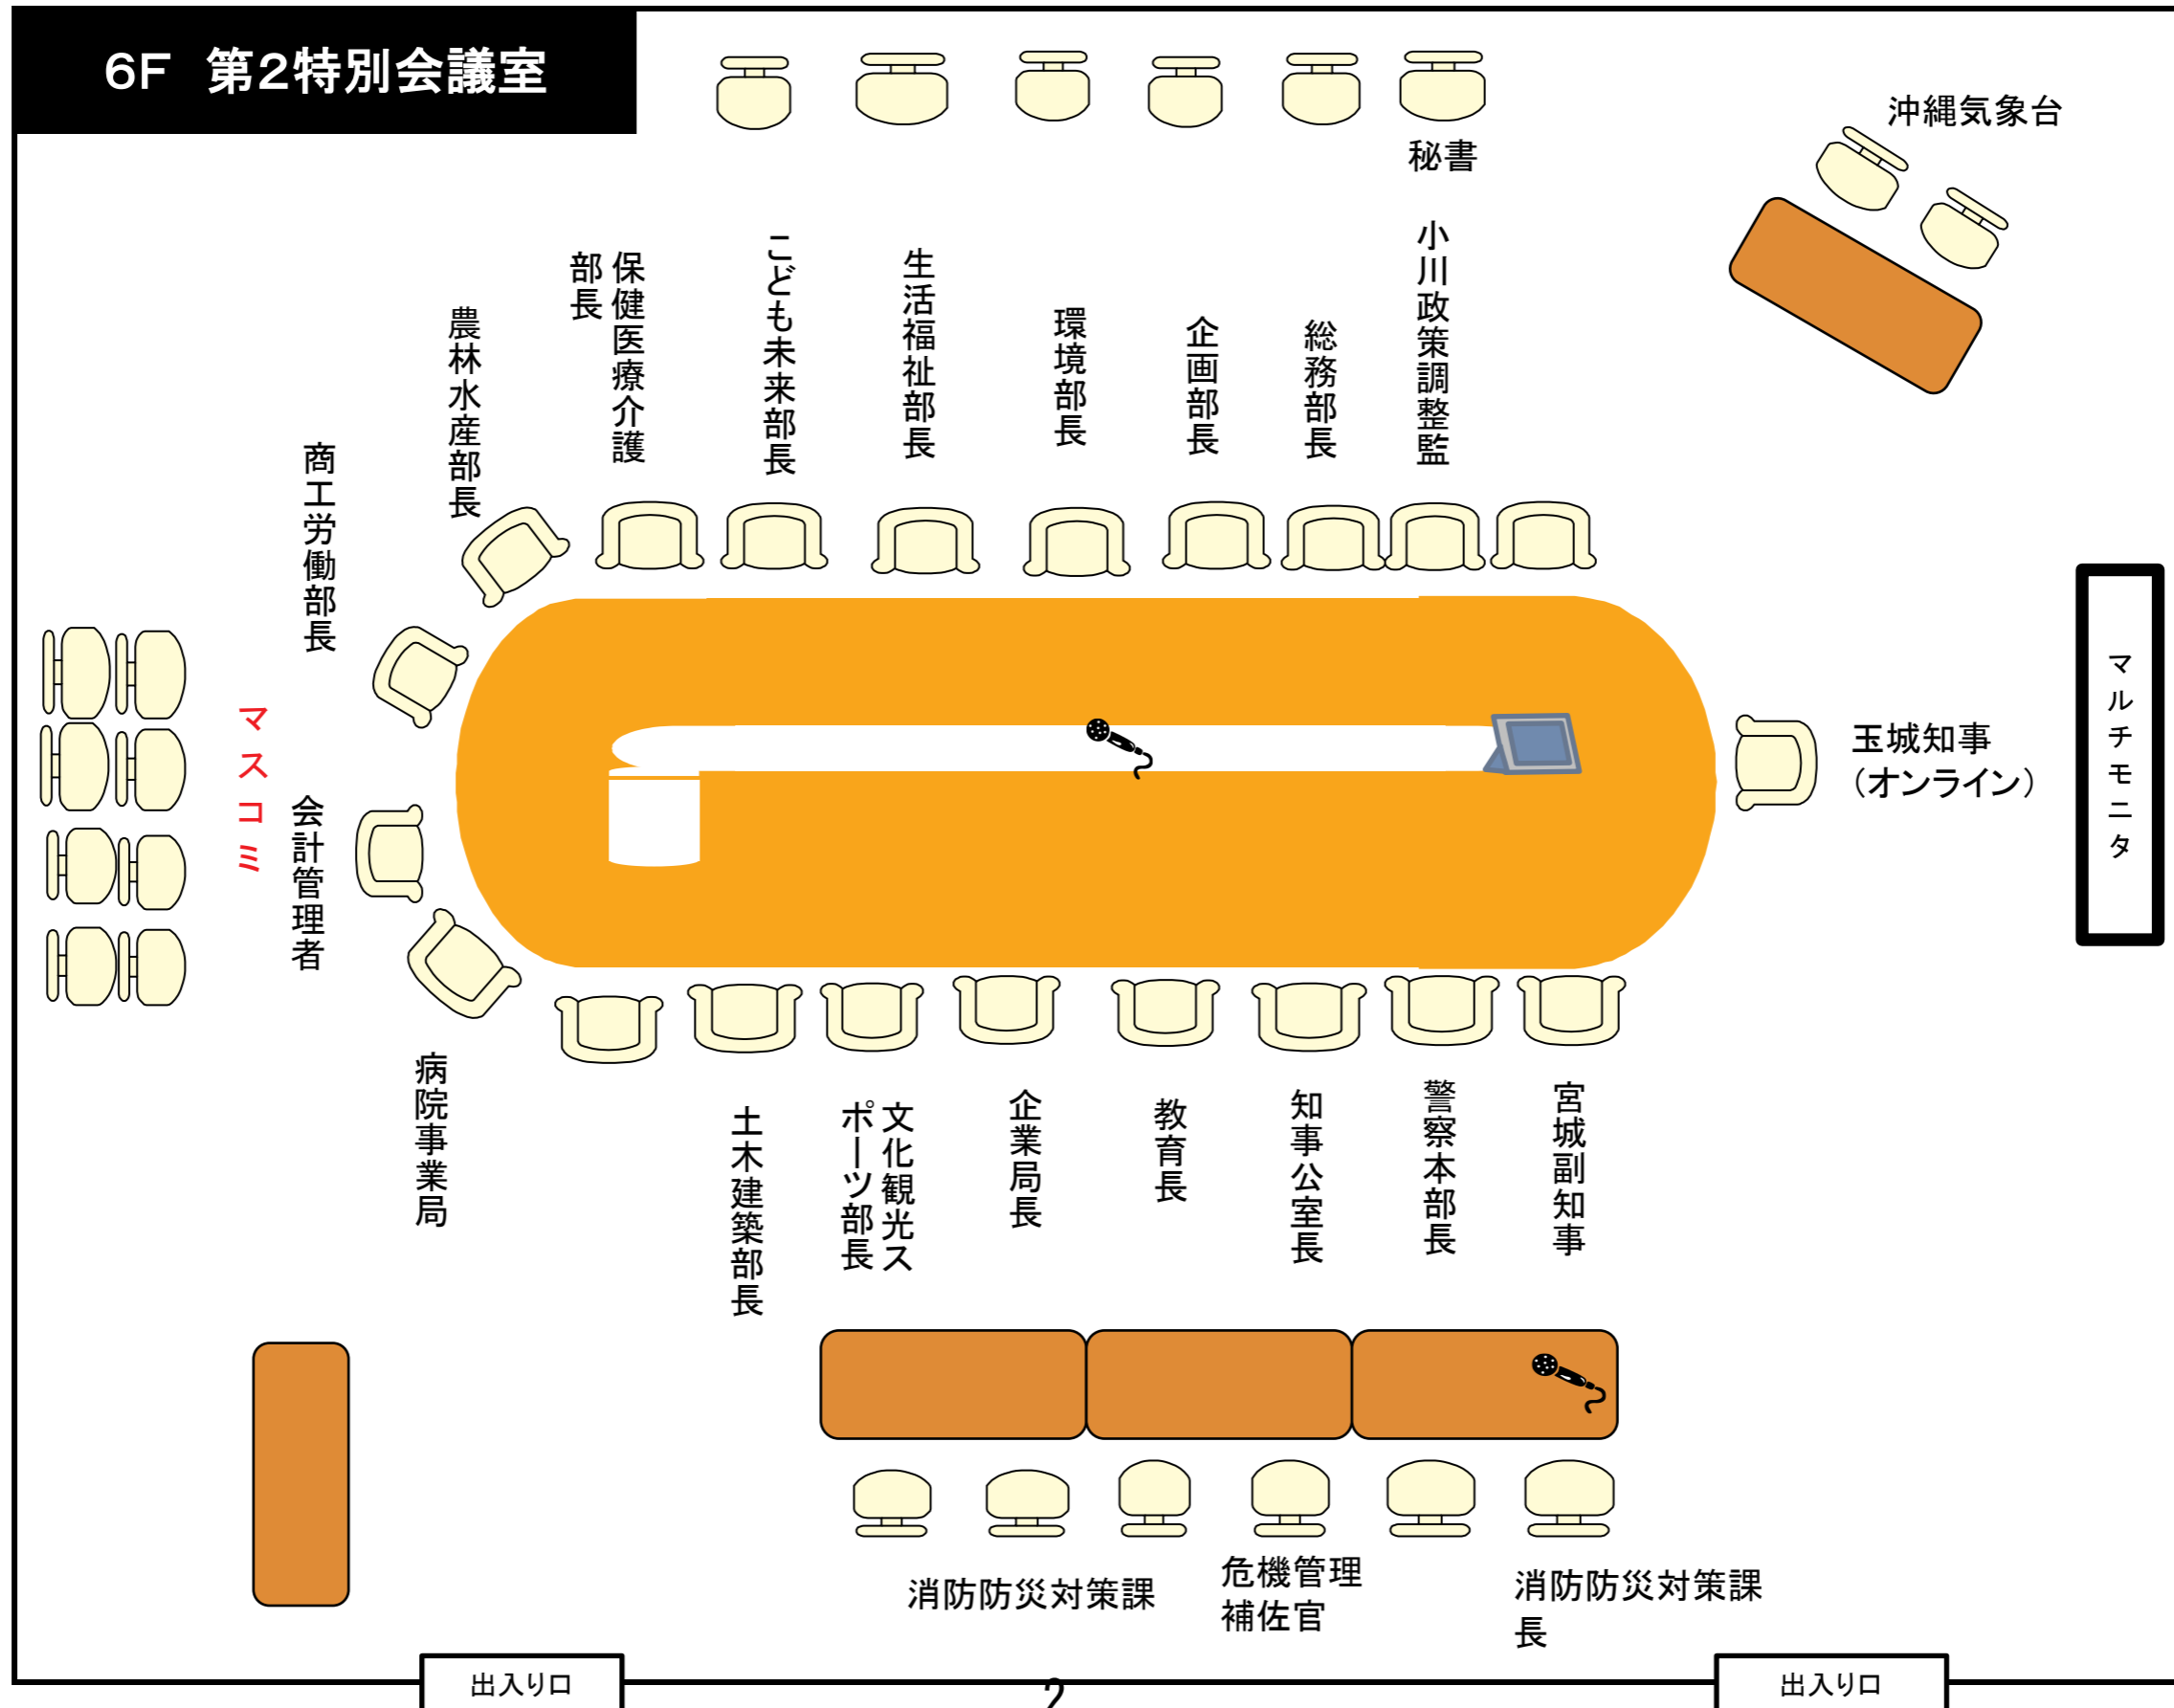 6F 第2特別会議室
沖縄気象台
秘書
小川政策調整監
総務部長
企画部長
環境部長
生活福祉部長
こども未来部長
保健医療介護
部長
農林水産部長
商工労働部長
マスコミ
会計管理者
病院事業局
玉城知事
（オンライン）
マルチモニタ
宮城副知事
警察本部長
知事公室長
教育長
企業局長
文化観光ス
ポーツ部長
土木建築部長
消防防災対策課
危機管理
補佐官
消防防災対策課
長
出入り口
2
出入り口